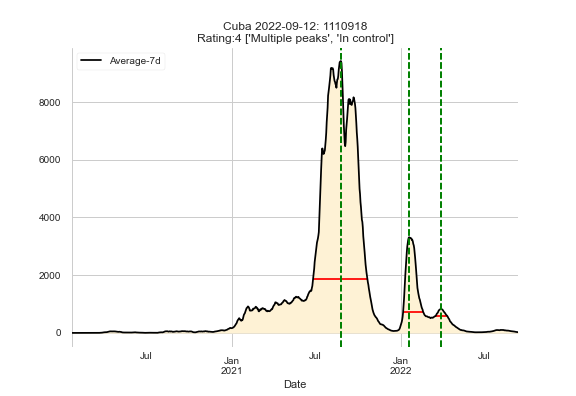 Cuba 2022-09-12: 1110918
Rating:4 ['Multiple peaks', 'In control']
Average-7d
8000
6000
4000
2000
0
Jul
Jan
2021
Jul
Jan
2022
Jul
Date